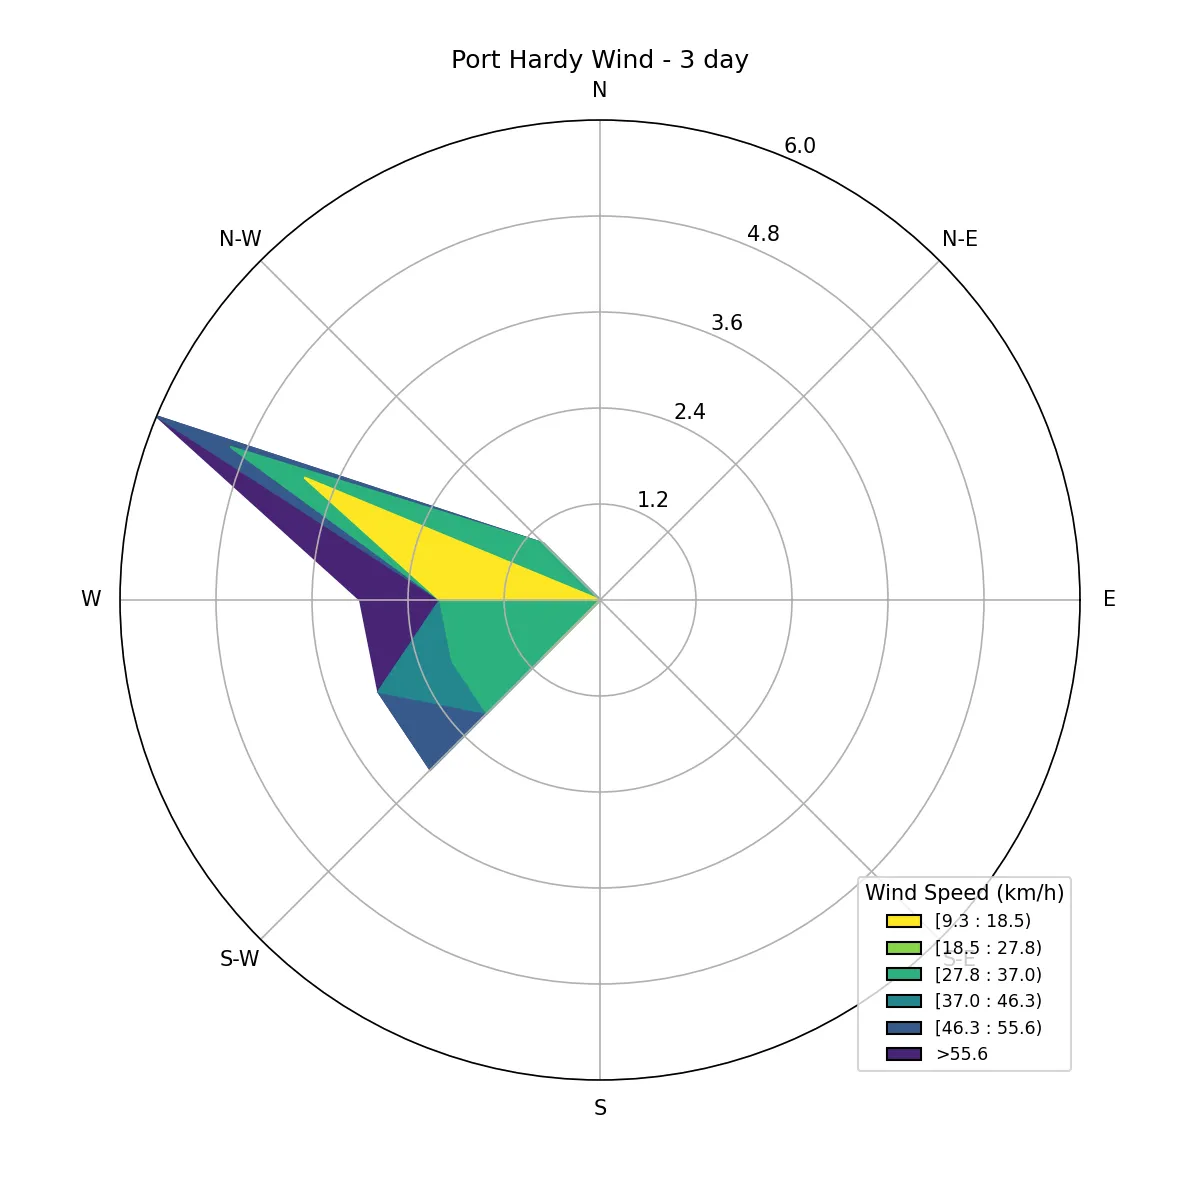 Port Hardy Wind - 3 day
N
6.0
N-W
4.8
N-E
3.6
2.4
1.2
W
E
S-W
S-E
S
Wind Speed (km/h)
[9.3 : 18.5)
[18.5 : 27.8)
[27.8 : 37.0)
[37.0 : 46.3)
[46.3 : 55.6)
>55.6